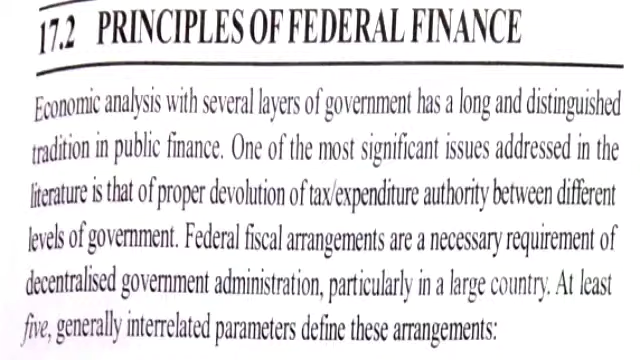 17.2 PRINCIPLES OF FEDERAL FINANCE
Economic analysis with several layers of government has a long and distinguished
tradition in public finance. One of the most significant issues addressed in the
literature is that of proper devolution of tax/expenditure authority between different
levels of government. Federal fiscal arrangements are a necessary requirement of
decentralised government administration, particularly in a large country. At least
five, generally interrelated parameters define these arrangements: